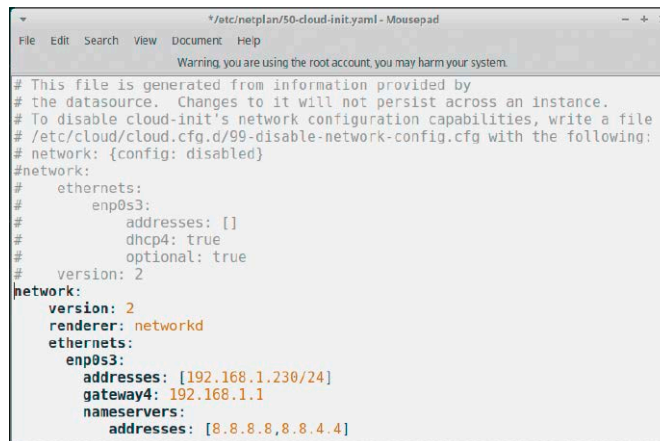 */etc/netplan/50-cloud-init.yaml - Mousepad
File Edit Search View Document Help
Warning, you are using the root account, you may harm your system.
# This file is generated from information provided by
# the datasource.  Changes to it will not persist across an instance.
# To disable cloud-init's network configuration capabilities, write a file
# /etc/cloud/cloud.cfg.d/99-disable-network-config.cfg with the following:
# network: {config: disabled}
#network:
#    ethernets:
#        enp0s3:
#            addresses: []
#            dhcp4: true
#            optional: true
#    version: 2
network:
    version: 2
    renderer: networkd
    ethernets:
      enp0s3:
        addresses: [192.168.1.230/24]
        gateway4: 192.168.1.1
        nameservers:
           addresses: [8.8.8.8,8.8.4.4]